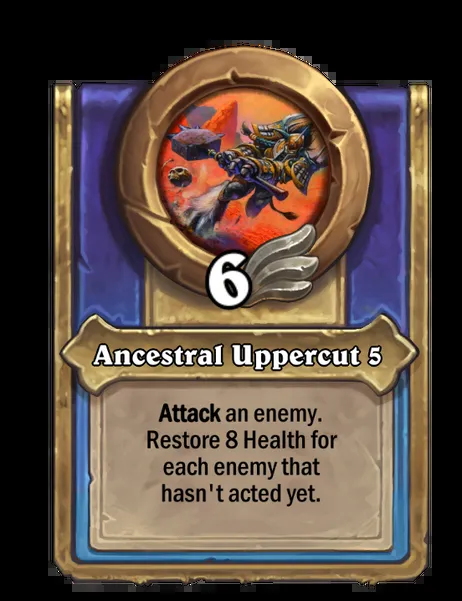 6
Ancestral Uppercut 5
Attack an enemy.
Restore 8 Health for
each enemy that
hasn't acted yet.